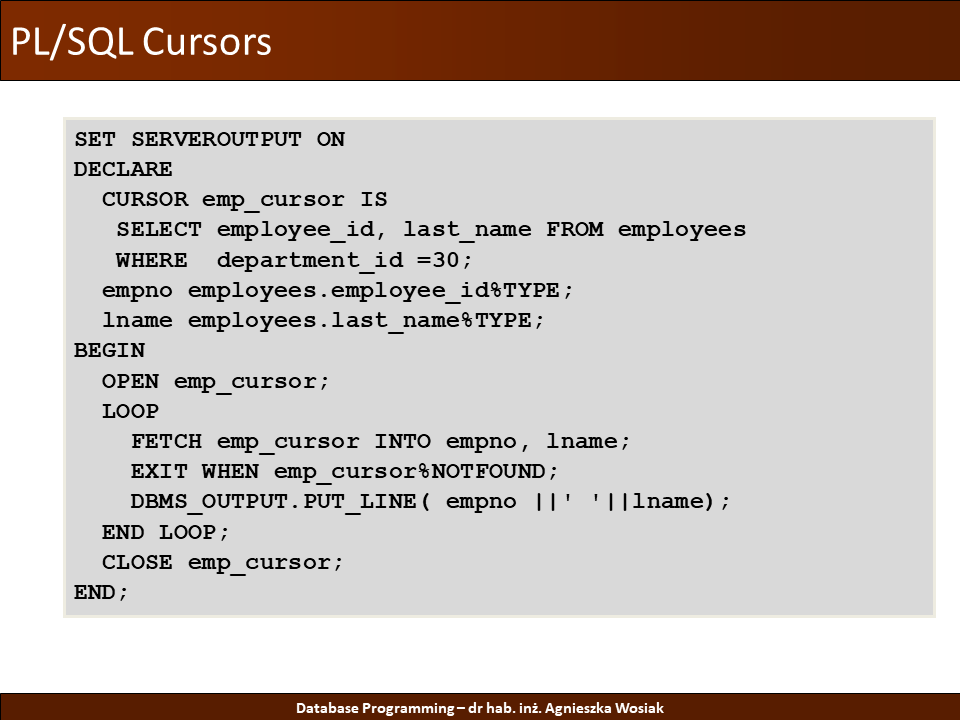 PL/SQL Cursors
SET SERVEROUTPUT ON
DECLARE
  CURSOR emp_cursor IS
   SELECT employee_id, last_name FROM employees
   WHERE  department_id =30;
  empno employees.employee_id%TYPE;
  lname employees.last_name%TYPE;
BEGIN
  OPEN emp_cursor;
  LOOP
    FETCH emp_cursor INTO empno, lname;
    EXIT WHEN emp_cursor%NOTFOUND;
    DBMS_OUTPUT.PUT_LINE( empno ||' '||lname);
  END LOOP;
  CLOSE emp_cursor;
END;
Database Programming – dr hab. inż. Agnieszka Wosiak